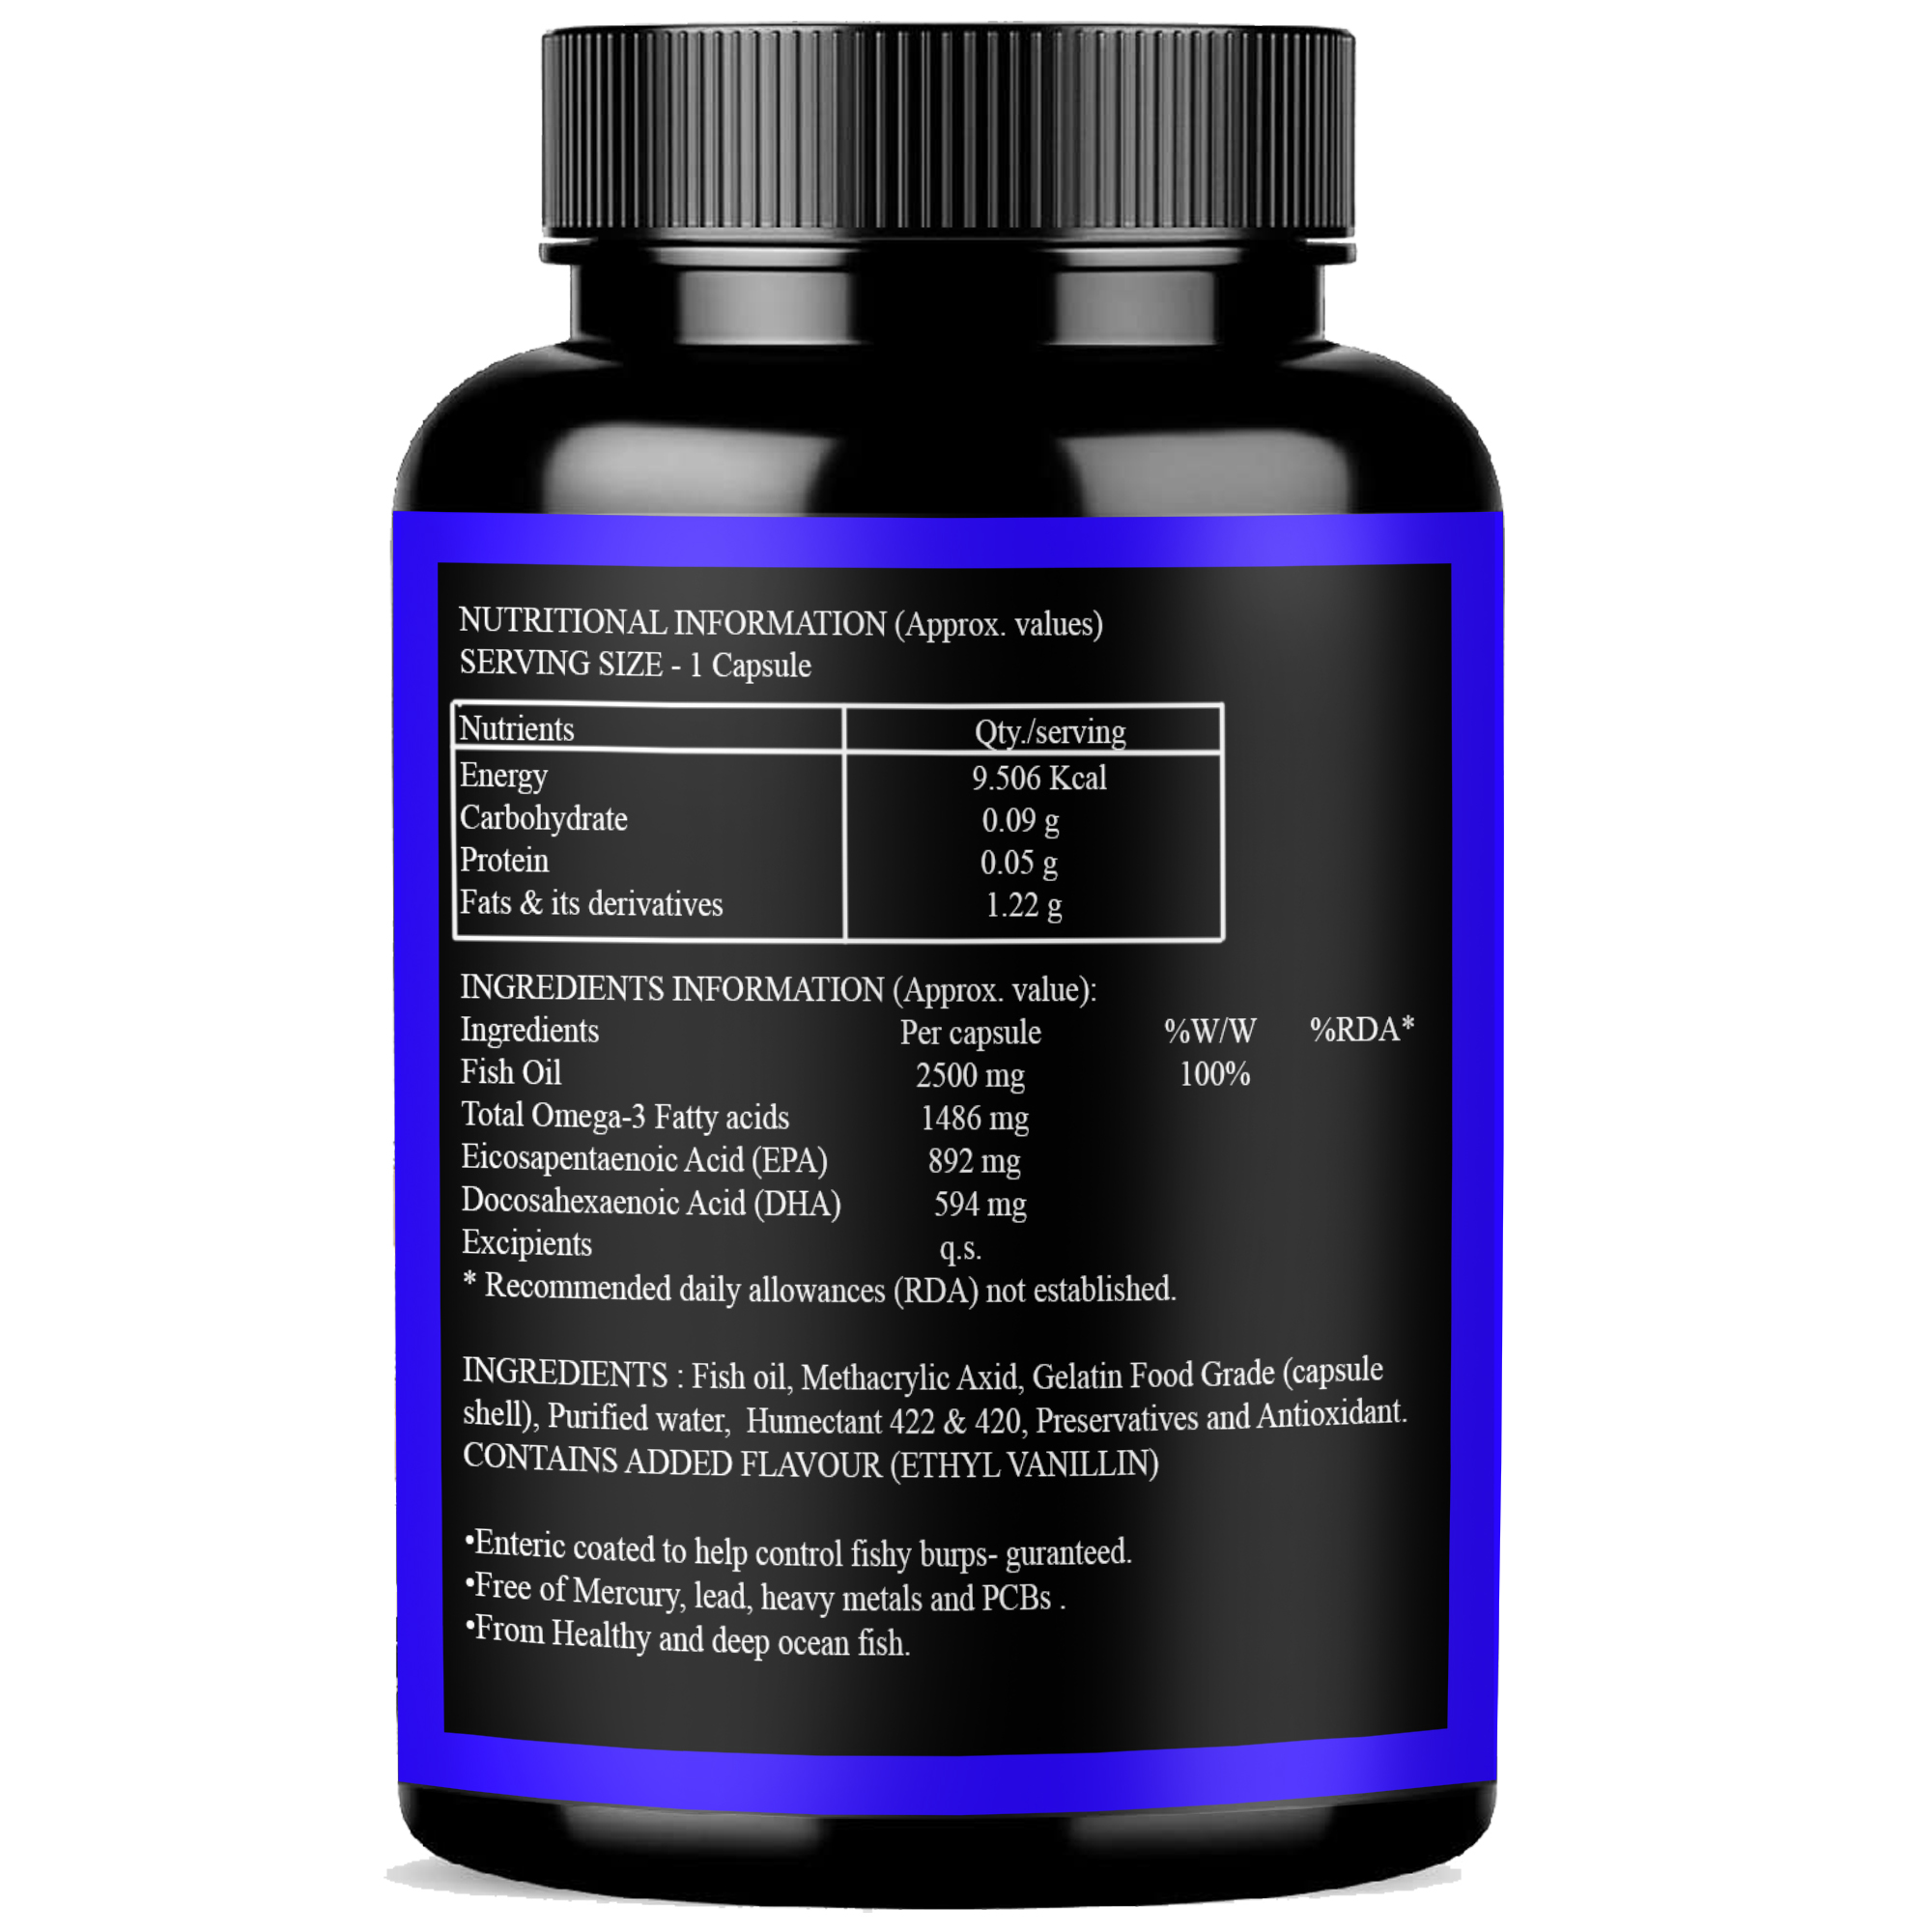 NUTRITIONAL INFORMATION (Approx. values)
SERVING SIZE - 1 Capsule
Nutrients Qty./serving
Energy 9.506 Kcal
Carbohydrate 0.09 g
Protein 0.05 g
Fats & its derivatives 1.22 g
INGREDIENTS INFORMATION (Approx. value):
Ingredients Per capsule %W/W %RDA*
Fish Oil 2500 mg 100%
Total Omega-3 Fatty acids 1486 mg
Eicosapentaenoic Acid (EPA) 892 mg
Docosahexaenoic Acid (DHA) 594 mg
Excipients q.s.
* Recommended daily allowances (RDA) not established.
INGREDIENTS : Fish oil, Methacrylic Axid, Gelatin Food Grade (capsule
shell), Purified water, Humectant 422 & 420, Preservatives and Antioxidant.
CONTAINS ADDED FLAVOUR (ETHYL VANILLIN)
•Enteric coated to help control fishy burps- guranteed.
•Free of Mercury, lead, heavy metals and PCBs .
•From Healthy and deep ocean fish.